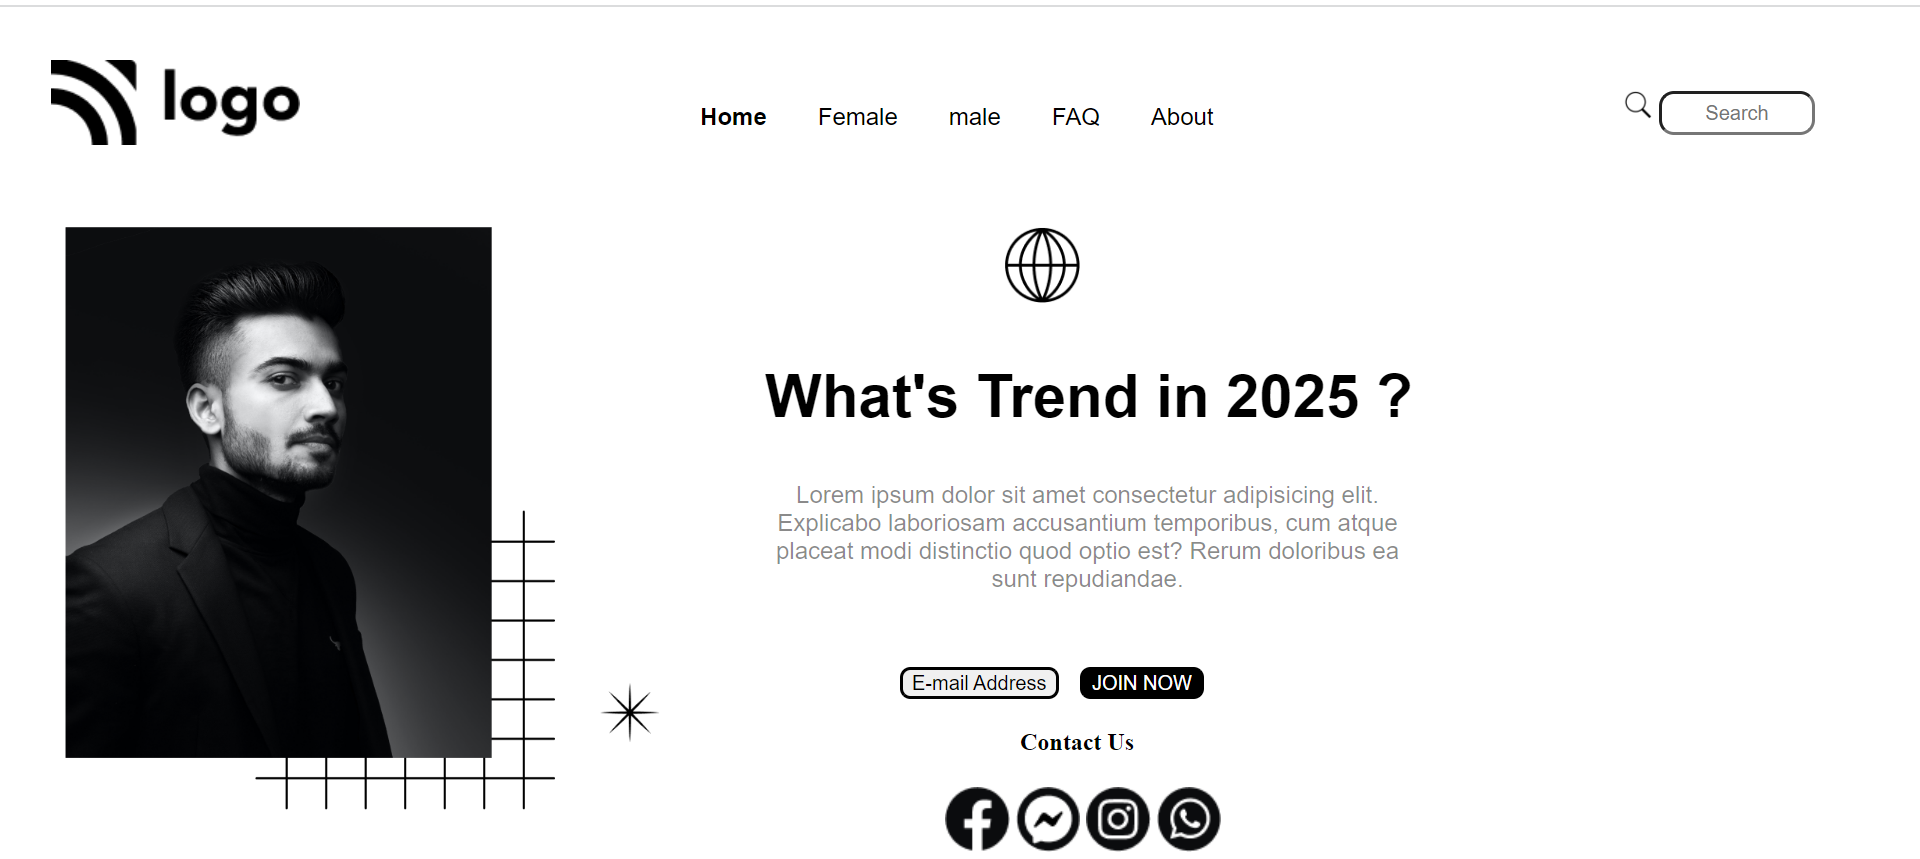 logo
Home Female male FAQ About
Search
What's Trend in 2025 ?
Lorem ipsum dolor sit amet consectetur adipisicing elit.
Explicabo laboriosam accusantium temporibus, cum atque
placeat modi distinctio quod optio est? Rerum doloribus ea
sunt repudiandae.
E-mail Address JOIN NOW
Contact Us